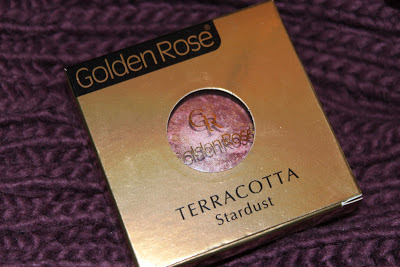 Golden Rose
GR
Golden Rose
TERRACOTTA
Stardust